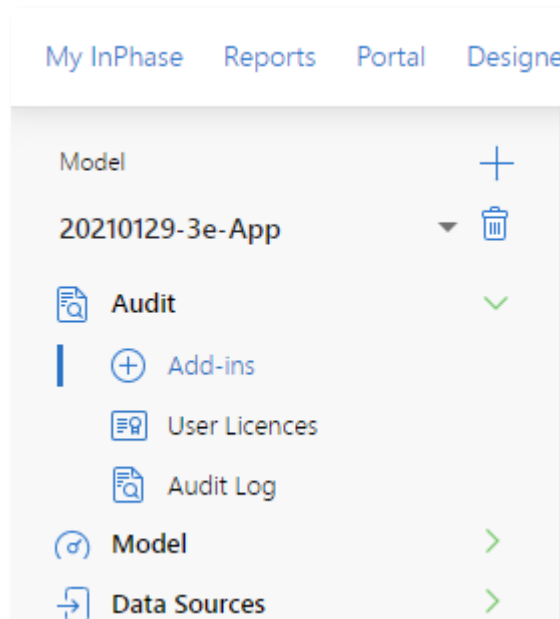 My InPhase Reports Portal Designe
Model
20210129-3e-App
Audit
Add-ins
User Licences
Audit Log
Model
Data Sources